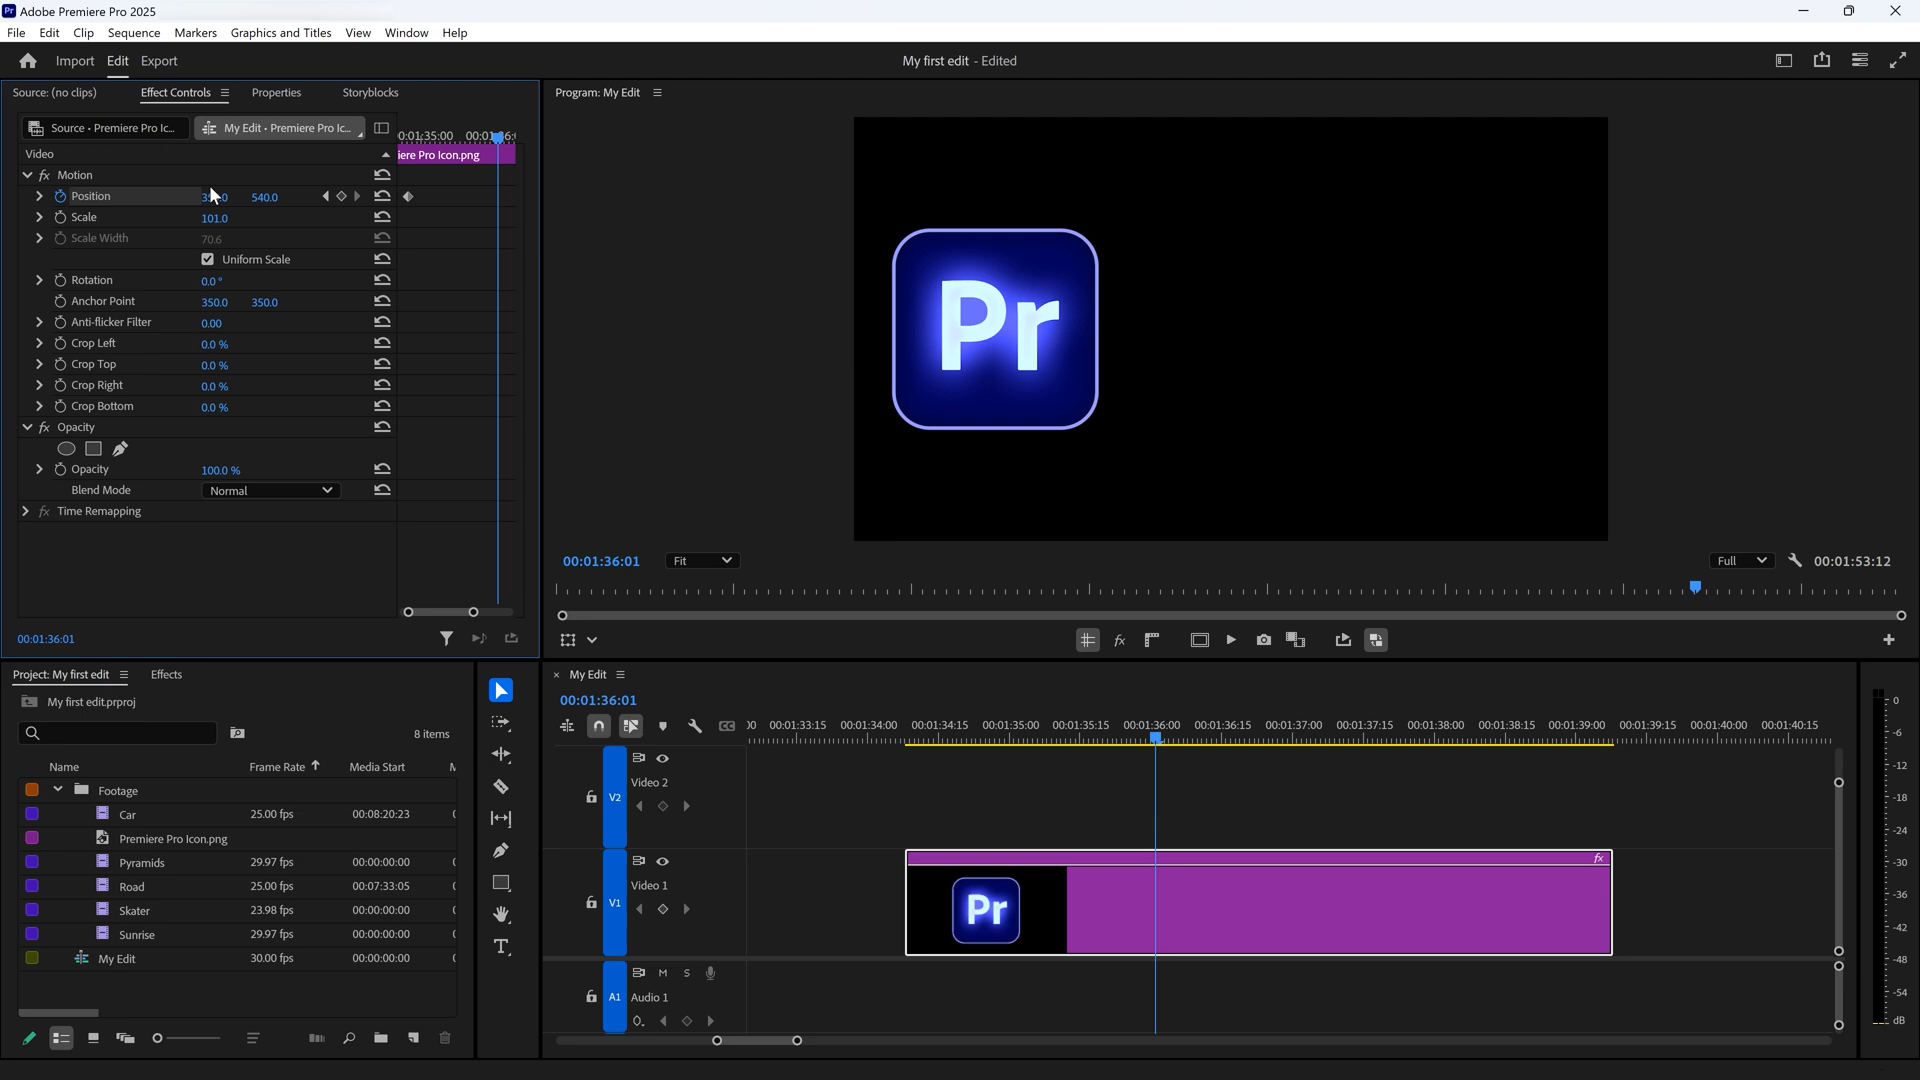 Adobe Premiere Pro 2025
File Edit Clip Sequence Markers Graphics and Titles View Window Help
Import Edit Export
My first edit - Edited
Source: (no clips) Effect Controls Properties Storyblocks
Program: My Edit
Source • Premiere Pro Ic... My Edit • Premiere Pro Ic...
Video
iere Pro Icon.png
Motion
Position 540.0
Scale 101.0
Scale Width 70.6
Uniform Scale
Rotation 0.0 °
Anchor Point 350.0 350.0
Anti-flicker Filter 0.00
Crop Left 0.0 %
Crop Top 0.0 %
Crop Right 0.0 %
Crop Bottom 0.0 %
Opacity
Opacity 100.0 %
Blend Mode Normal
Time Remapping
00:01:36:01
Pr
00:01:36:01 Fit Full 00:01:53:12
fx
Project: My first edit Effects
My first edit.prproj
8 items
Name Frame Rate Media Start
Footage
Car 25.00 fps 00:08:20:23
Premiere Pro Icon.png
Pyramids 29.97 fps 00:00:00:00
Road 25.00 fps 00:07:33:05
Skater 23.98 fps 00:00:00:00
Sunrise 29.97 fps 00:00:00:00
My Edit 30.00 fps 00:00:00:00
× My Edit
00:01:36:01
00:01:33:15 00:01:34:00 00:01:34:15 00:01:35:00 00:01:35:15 00:01:36:00 00:01:36:15 00:01:37:00 00:01:37:15 00:01:38:00 00:01:38:15 00:01:39:00 00:01:39:15 00:01:40:00 00:01:40:15
V2 Video 2
V1 Video 1
Pr
fx
M S
A1 Audio 1
0
-6
-12
-18
-24
-30
-36
-42
-48
-54
dB